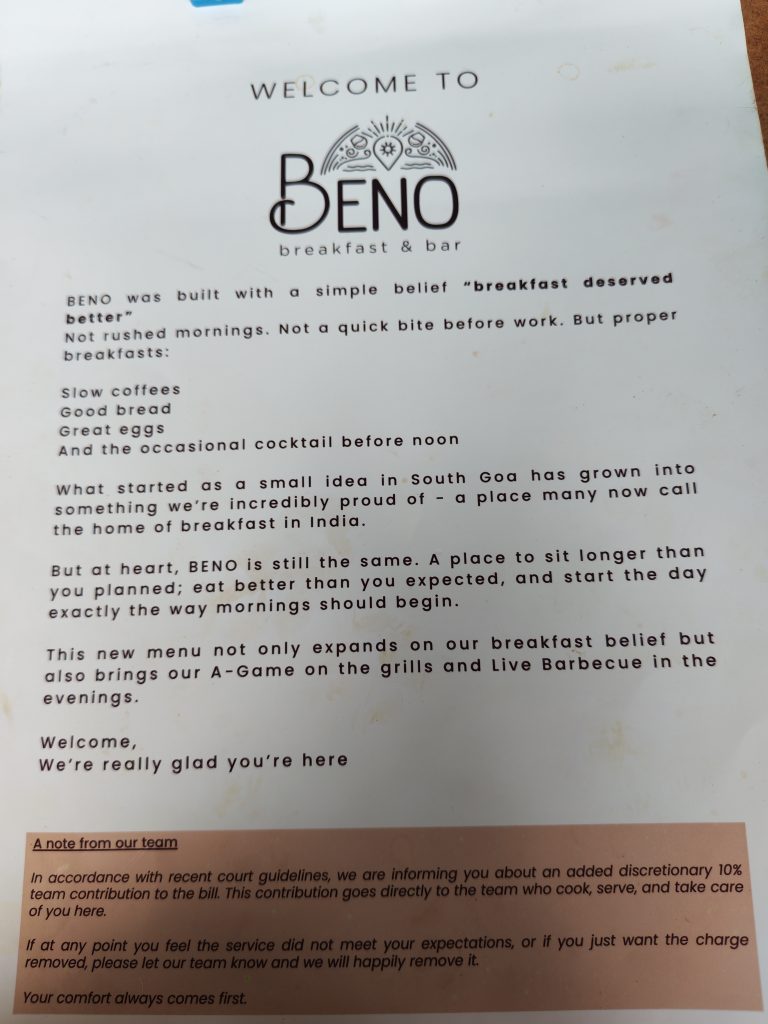 WELCOME TO
BENO
breakfast & bar
BENO was built with a simple belief “breakfast deserved
better”
Not rushed mornings. Not a quick bite before work. But proper
breakfasts:
Slow coffees
Good bread
Great eggs
And the occasional cocktail before noon
What started as a small idea in South Goa has grown into
something we’re incredibly proud of - a place many now call
the home of breakfast in India.
But at heart, BENO is still the same. A place to sit longer than
you planned; eat better than you expected, and start the day
exactly the way mornings should begin.
This new menu not only expands on our breakfast belief but
also brings our A-Game on the grills and Live Barbecue in the
evenings.
Welcome,
We’re really glad you’re here
A note from our team
In accordance with recent court guidelines, we are informing you about an added discretionary 10%
team contribution to the bill. This contribution goes directly to the team who cook, serve, and take care
of you here.
If at any point you feel the service did not meet your expectations, or if you just want the charge
removed, please let our team know and we will happily remove it.
Your comfort always comes first.